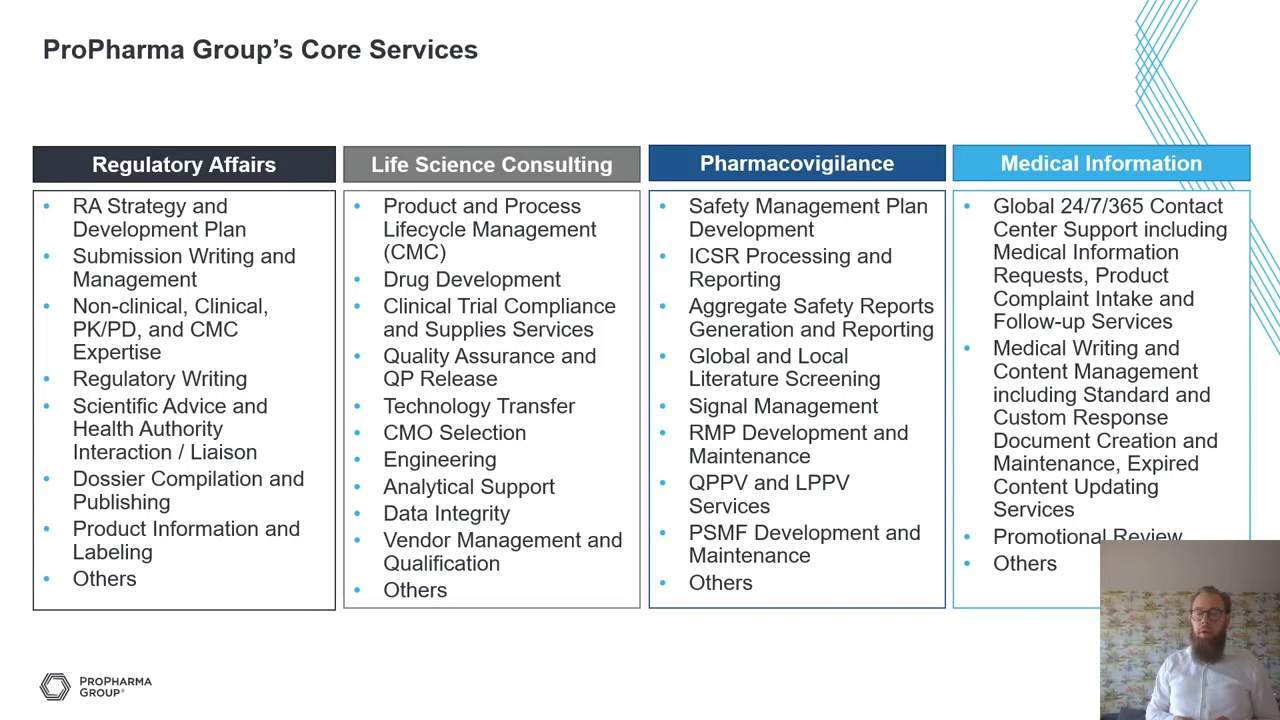 ProPharma Group’s Core Services
Regulatory Affairs
RA Strategy and
Development Plan
Submission Writing and
Management
Non-clinical, Clinical,
PK/PD, and CMC
Expertise
Regulatory Writing
Scientific Advice and
Health Authority
Interaction / Liaison
Dossier Compilation and
Publishing
Product Information and
Labeling
Others
Life Science Consulting
Product and Process
Lifecycle Management
(CMC)
Drug Development
Clinical Trial Compliance
and Supplies Services
Quality Assurance and
QP Release
Technology Transfer
CMO Selection
Engineering
Analytical Support
Data Integrity
Vendor Management and
Qualification
Others
Pharmacovigilance
Safety Management Plan
Development
ICSR Processing and
Reporting
Aggregate Safety Reports
Generation and Reporting
Global and Local
Literature Screening
Signal Management
RMP Development and
Maintenance
QPPV and LPPV
Services
PSMF Development and
Maintenance
Others
Medical Information
Global 24/7/365 Contact
Center Support including
Medical Information
Requests, Product
Complaint Intake and
Follow-up Services
Medical Writing and
Content Management
including Standard and
Custom Response
Document Creation and
Maintenance, Expired
Content Updating
Services
Promotional Review
Others
PROPHARMA
GROUP®